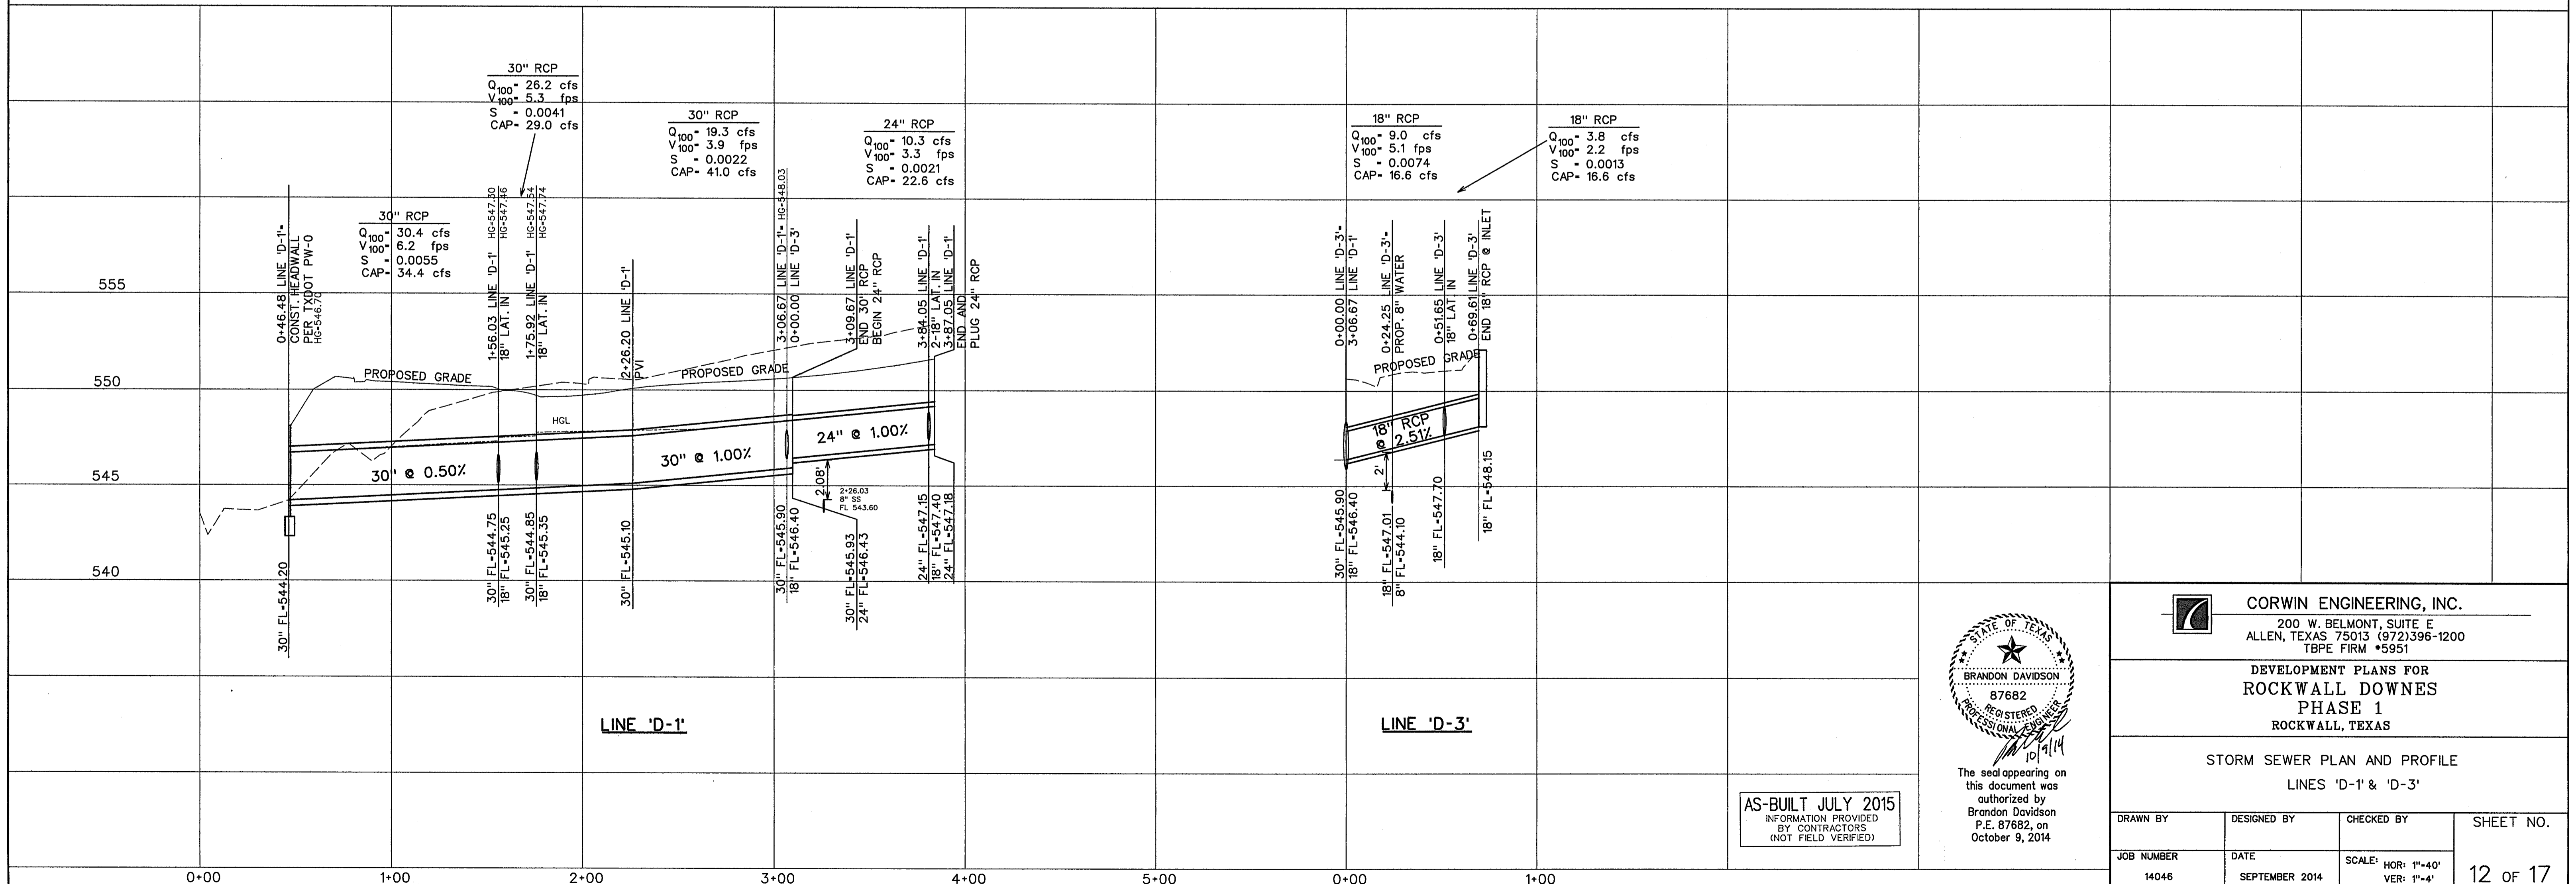 30" RCP
Q100= 26.2 cfs
V100= 5.3 fps
S = 0.0041
CAP= 29.0 cfs
30" RCP
Q100= 19.3 cfs
V100= 3.9 fps
S = 0.0022
CAP= 41.0 cfs
24" RCP
Q100= 10.3 cfs
V100= 3.3 fps
S = 0.0021
CAP= 22.6 cfs
18" RCP
Q100= 9.0 cfs
V100= 5.1 fps
S = 0.0074
CAP= 16.6 cfs
18" RCP
Q100= 3.8 cfs
V100= 2.2 fps
S = 0.0013
CAP= 16.6 cfs
30" RCP
Q100= 30.4 cfs
V100= 6.2 fps
S = 0.0055
CAP= 34.4 cfs
0+46.48 LINE 'D-1'=
CONST. HEADWALL
PER TXDOT PW-0
HG=546.70
1+56.03 LINE 'D-1' HG=547.30
18" LAT. IN HG=547.46
1+75.92 LINE 'D-1' HG=547.54
18" LAT. IN HG=547.74
2+26.20 LINE 'D-1'
PVI
3+06.67 LINE 'D-1'= HG=548.03
0+00.00 LINE 'D-3'
3+09.67 LINE 'D-1'
END 30' RCP
BEGIN 24" RCP
3+84.05 LINE 'D-1'
2-18" LAT. IN
3+87.05 LINE 'D-1'
END AND
PLUG 24" RCP
0+00.00 LINE 'D-3'=
3+06.67 LINE 'D-1'
0+24.25 LINE 'D-3'=
PROP. 8" WATER
0+51.65 LINE 'D-3'
18" LAT. IN
0+69.61 LINE 'D-3'
END 18" RCP @ INLET
555
550
545
540
PROPOSED GRADE
PROPOSED GRADE
PROPOSED GRADE
HGL
30" @ 0.50%
30" @ 1.00%
24" @ 1.00%
18" RCP
@ 2.51%
2.08'
2+26.03
8" SS
FL 543.60
2'
30" FL=544.20
30" FL=544.75
18" FL=545.25
30" FL=544.85
18" FL=545.35
30" FL=545.10
30" FL=545.90
18" FL=546.40
30" FL=545.93
24" FL=546.43
24" FL=547.15
18" FL=547.40
24" FL=547.18
30" FL=545.90
18" FL=546.40
18" FL=547.01
8" FL=544.10
18" FL=547.70
18" FL=548.15
LINE 'D-1'
LINE 'D-3'
0+00
1+00
2+00
3+00
4+00
5+00
0+00
1+00
AS-BUILT JULY 2015
INFORMATION PROVIDED
BY CONTRACTORS
(NOT FIELD VERIFIED)
STATE OF TEXAS
BRANDON DAVIDSON
87682
REGISTERED
PROFESSIONAL ENGINEER
10/9/14
The seal appearing on
this document was
authorized by
Brandon Davidson
P.E. 87682, on
October 9, 2014
CORWIN ENGINEERING, INC.
200 W. BELMONT, SUITE E
ALLEN, TEXAS 75013 (972)396-1200
TBPE FIRM #5951
DEVELOPMENT PLANS FOR
ROCKWALL DOWNES
PHASE 1
ROCKWALL, TEXAS
STORM SEWER PLAN AND PROFILE
LINES 'D-1' & 'D-3'
DRAWN BY
DESIGNED BY
CHECKED BY
SHEET NO.
JOB NUMBER
14046
DATE
SEPTEMBER 2014
SCALE: HOR: 1"=40'
VER: 1"=4'
12 OF 17